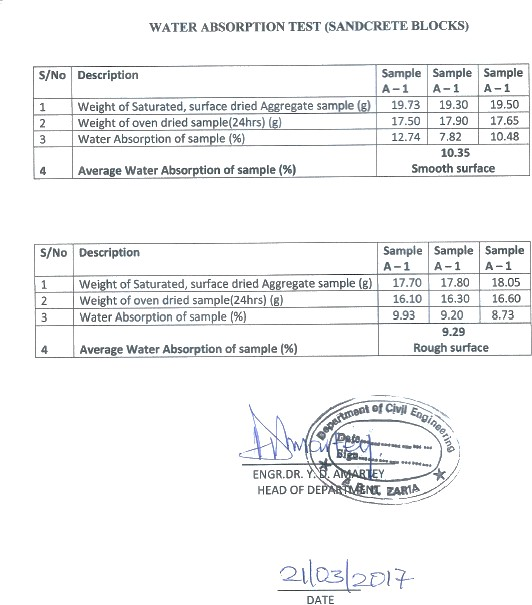 WATER ABSORPTION TEST (SANDCRETE BLOCKS)
S/No Description Sample A – 1 Sample A – 1 Sample A – 1
1 Weight of Saturated, surface dried Aggregate sample (g) 19.73 19.30 19.50
2 Weight of oven dried sample(24hrs) (g) 17.50 17.90 17.65
3 Water Absorption of sample (%) 12.74 7.82 10.48
4 Average Water Absorption of sample (%) 10.35 Smooth surface
S/No Description Sample A – 1 Sample A – 1 Sample A – 1
1 Weight of Saturated, surface dried Aggregate sample (g) 17.70 17.80 18.05
2 Weight of oven dried sample(24hrs) (g) 16.10 16.30 16.60
3 Water Absorption of sample (%) 9.93 9.20 8.73
4 Average Water Absorption of sample (%) 9.29 Rough surface
Department of Civil Engineering
Date
Sign
A.B.U. ZARIA
Amartey
ENGR.DR. Y. D. AMARTEY
HEAD OF DEPARTMENT
21/03/2017
DATE